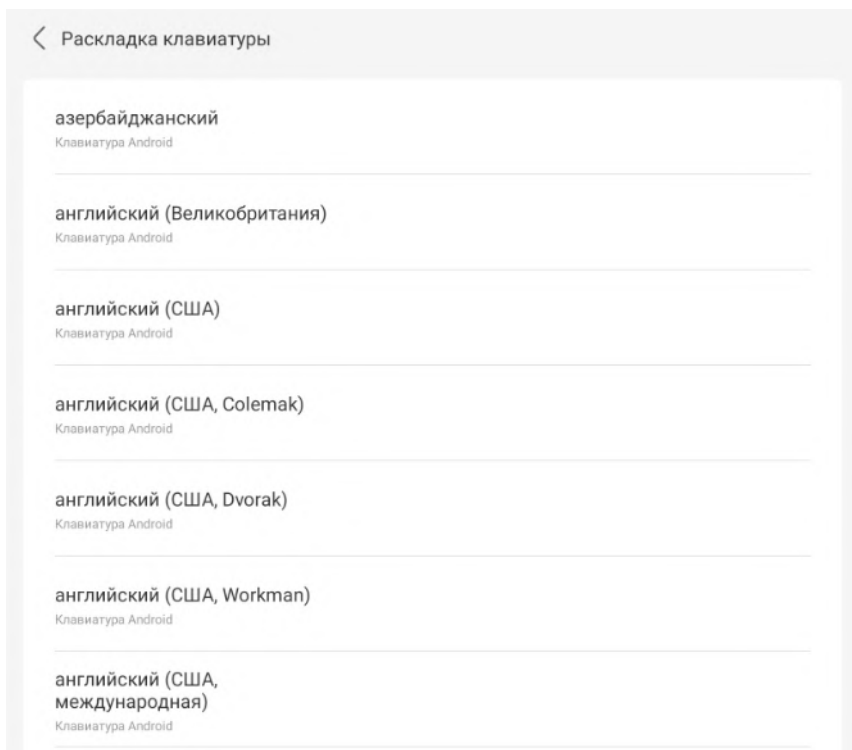 Раскладка клавиатуры
азербайджанский
Клавиатура Android
английский (Великобритания)
Клавиатура Android
английский (США)
Клавиатура Android
английский (США, Colemak)
Клавиатура Android
английский (США, Dvorak)
Клавиатура Android
английский (США, Workman)
Клавиатура Android
английский (США,
международная)
Клавиатура Android